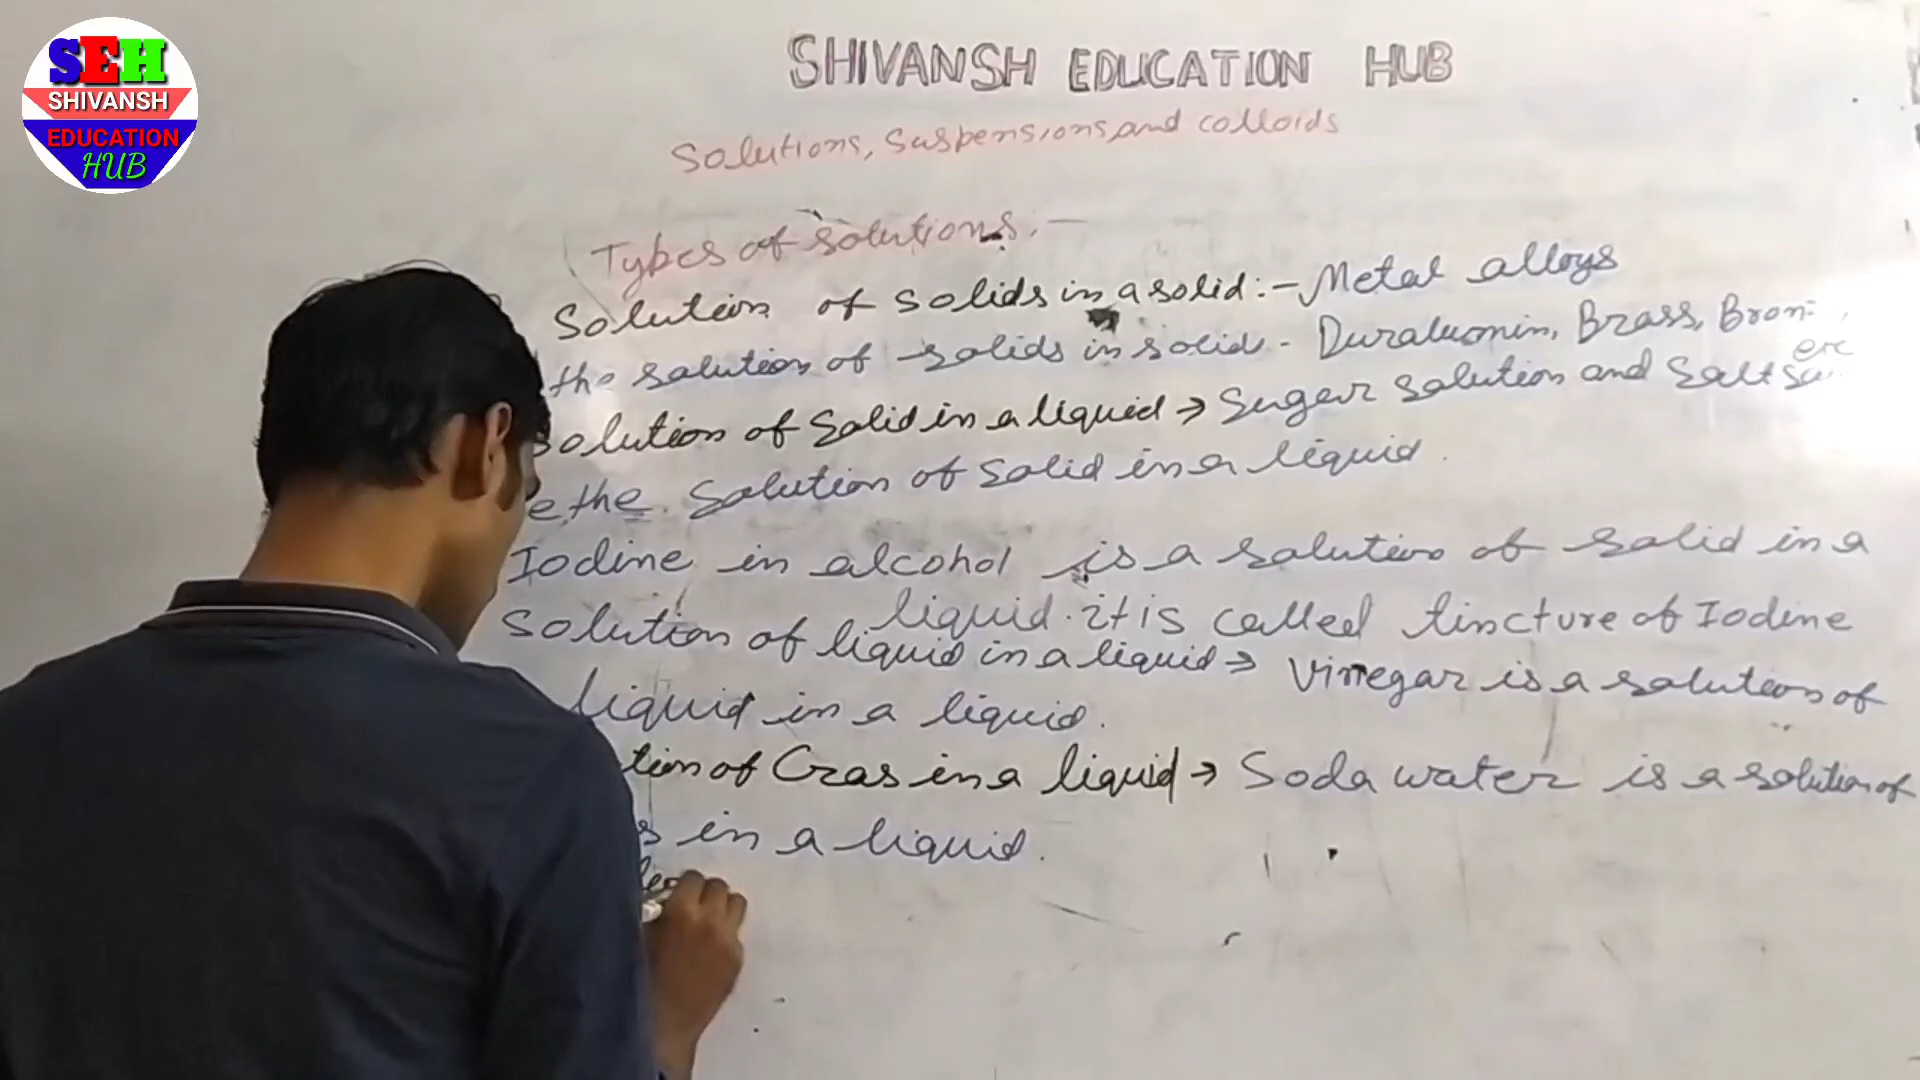 SEH
SHIVANSH
EDUCATION
HUB
SHIVANSH EDUCATION HUB
Solutions, Suspensions, and colloids
Types of solutions:-
Solution of solids in a solid:- Metal alloys
the solution of solids in solid - Duralumin, Brass,
etc
Solution of Solid in a liquid → Sugar solution and Salt
the Solution of Solid in a liquid.
Iodine in alcohol is a solution of solid in a
liquid. it is called tincture of Iodine
Solution of liquid in a liquid → Vinegar is a solution of
liquid in a liquid.
tion of Gas in a liquid → Soda water is a solution of
s in a liquid.